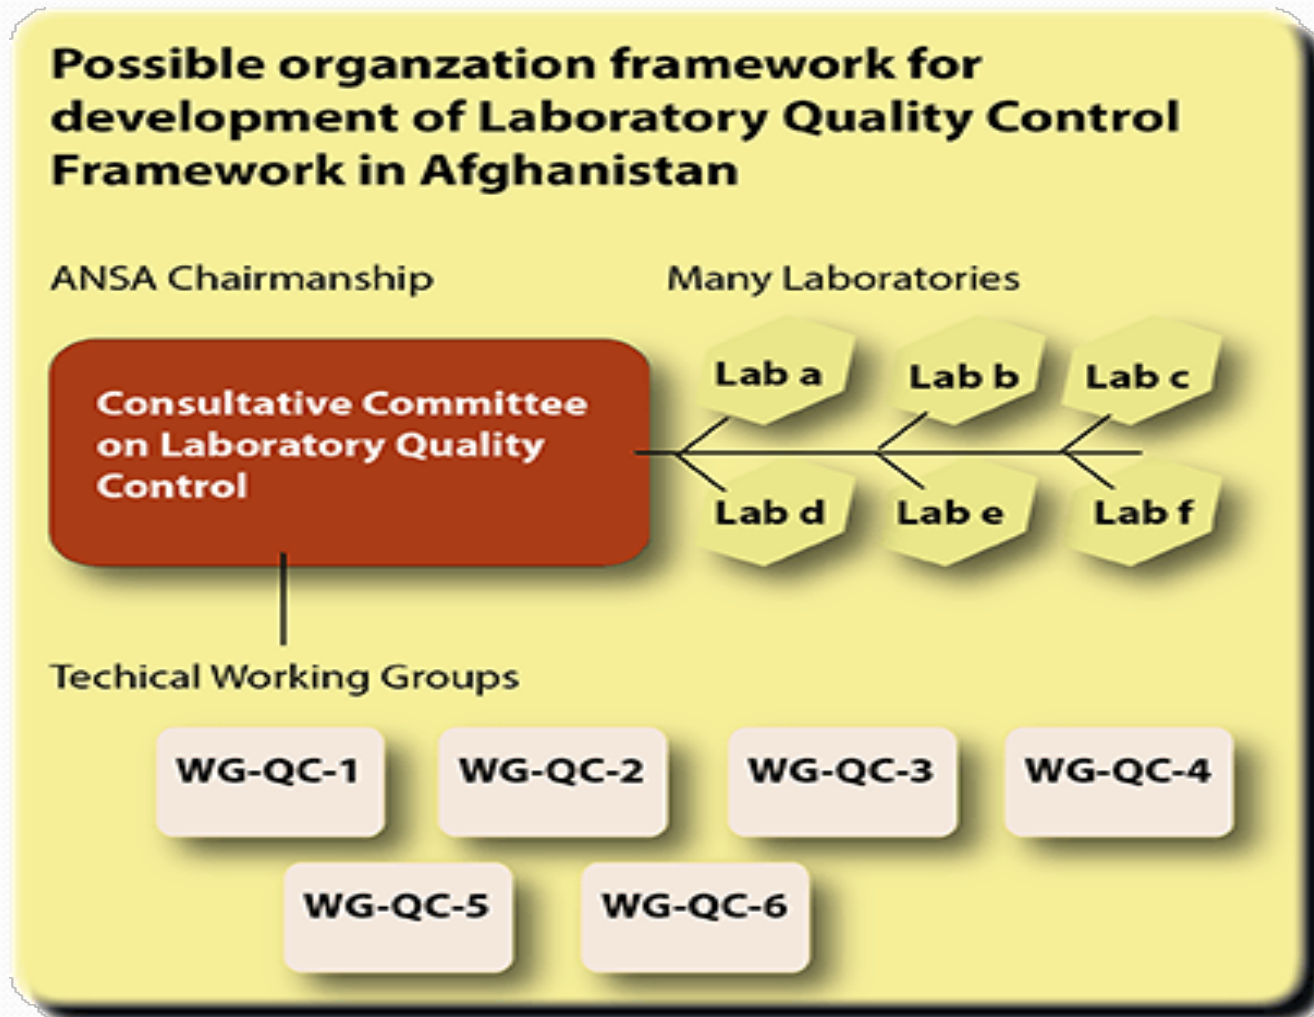 Possible organzation framework for
development of Laboratory Quality Control
Framework in Afghanistan
ANSA Chairmanship
Many Laboratories
Consultative Committee
on Laboratory Quality
Control
Lab a
Lab b
Lab c
Lab d
Lab e
Lab f
Techical Working Groups
WG-QC-1
WG-QC-2
WG-QC-3
WG-QC-4
WG-QC-5
WG-QC-6